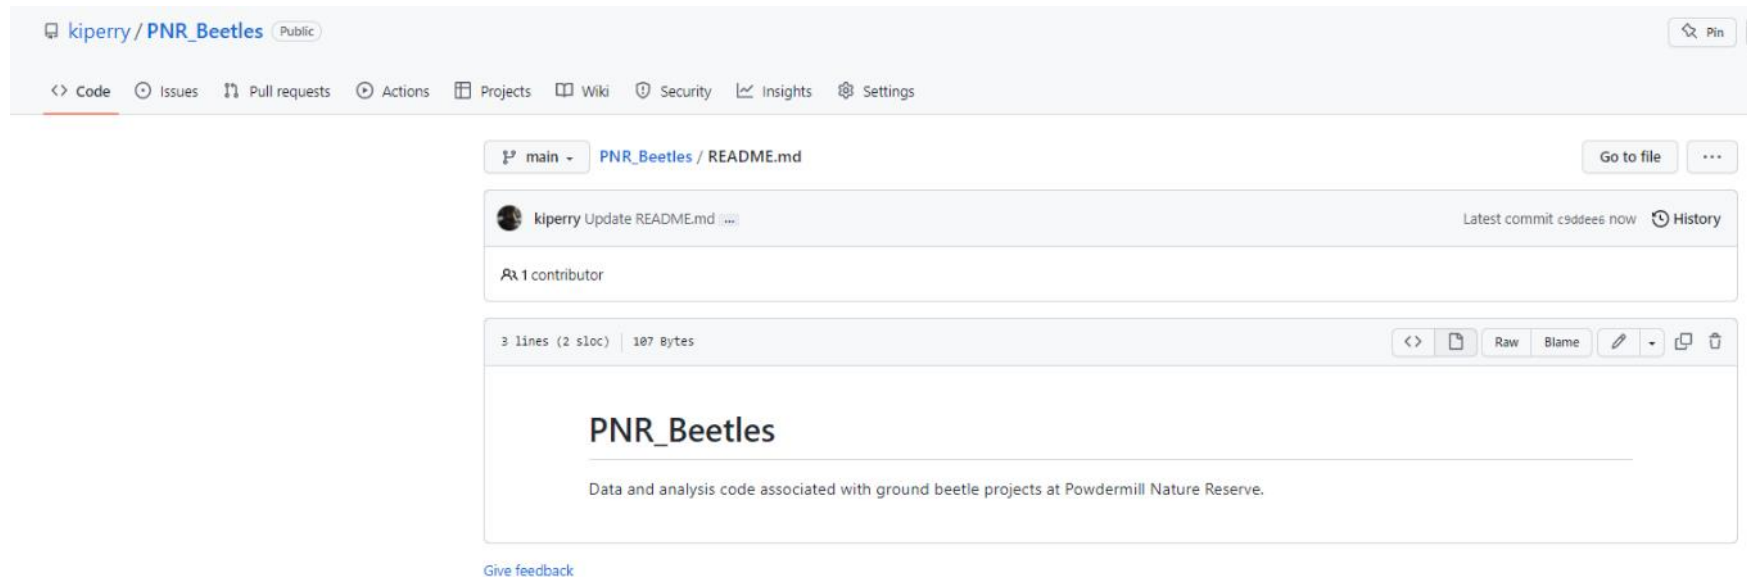 kiperry / PNR_Beetles Public
Pin
Code Issues Pull requests Actions Projects Wiki Security Insights Settings
main PNR_Beetles / README.md Go to file ...
kiperry Update README.md ... Latest commit c9ddee6 now History
1 contributor
3 lines (2 sloc) 107 Bytes Raw Blame
PNR_Beetles
Data and analysis code associated with ground beetle projects at Powdermill Nature Reserve.
Give feedback